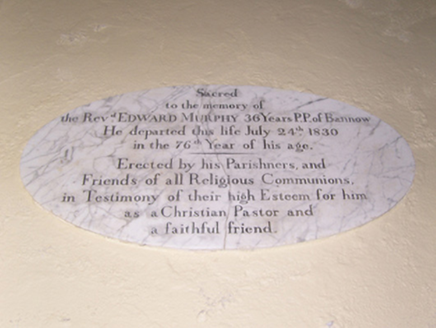 Sacred
to the memory of
the Revd. EDWARD MURPHY 36 Years P.P. of Bannow
He departed this life July 24th 1830
in the 76th Year of his age.
Erected by his Parishners, and
Friends of all Religious Communions,
in Testimony of their high Esteem for him
as a Christian Pastor and
a faithful friend.